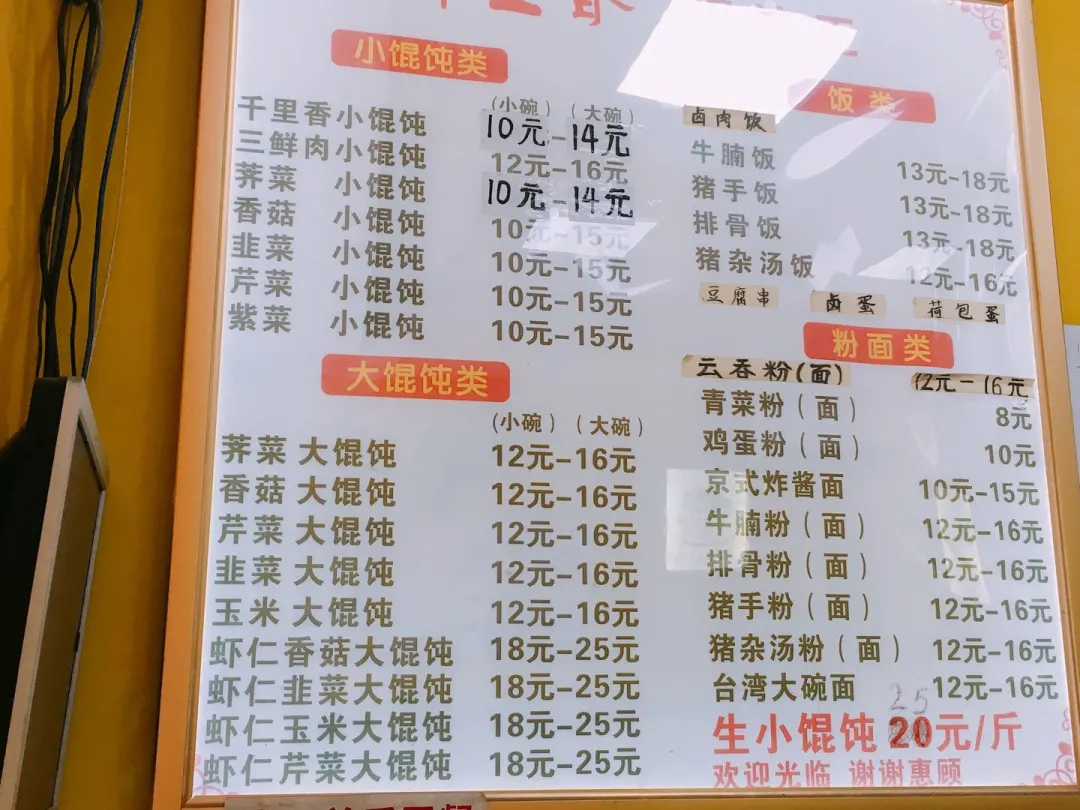 小馄饨类
(小碗) (大碗)
千里香小馄饨 10元-14元
三鲜肉小馄饨 12元-16元
荠菜 小馄饨 10元-14元
香菇 小馄饨 10元-15元
韭菜 小馄饨 10元-15元
芹菜 小馄饨 10元-15元
紫菜 小馄饨 10元-15元
大馄饨类
(小碗) (大碗)
荠菜 大馄饨 12元-16元
香菇 大馄饨 12元-16元
芹菜 大馄饨 12元-16元
韭菜 大馄饨 12元-16元
玉米 大馄饨 12元-16元
虾仁香菇大馄饨 18元-25元
虾仁韭菜大馄饨 18元-25元
虾仁玉米大馄饨 18元-25元
虾仁芹菜大馄饨 18元-25元
饭类
卤肉饭
牛腩饭 13元-18元
猪手饭 13元-18元
排骨饭 13元-18元
猪杂汤饭 12元-16元
豆腐串 卤蛋 荷包蛋
粉面类
云吞粉(面) 12元-16元
青菜粉(面) 8元
鸡蛋粉(面) 10元
京式炸酱面 10元-15元
牛腩粉(面) 12元-16元
排骨粉(面) 12元-16元
猪手粉(面) 12元-16元
猪杂汤粉(面) 12元-16元
台湾大碗面 12元-16元
25
生小馄饨 20元/斤
欢迎光临 谢谢惠顾